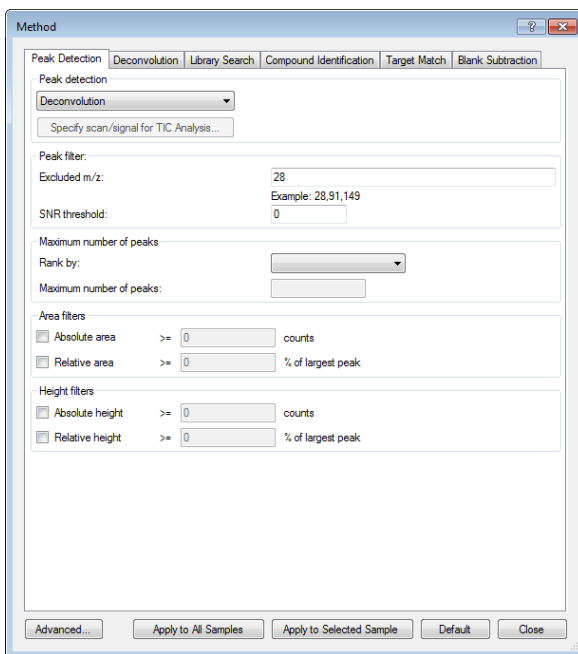 Method
Peak Detection Deconvolution Library Search Compound Identification Target Match Blank Subtraction
Peak detection
Deconvolution
Specify scan/signal for TIC Analysis...
Peak filter:
Excluded m/z: 28
Example: 28,91,149
SNR threshold: 0
Maximum number of peaks
Rank by:
Maximum number of peaks:
Area filters
Absolute area >= 0 counts
Relative area >= 0 % of largest peak
Height filters
Absolute height >= 0 counts
Relative height >= 0 % of largest peak
Advanced... Apply to All Samples Apply to Selected Sample Default Close